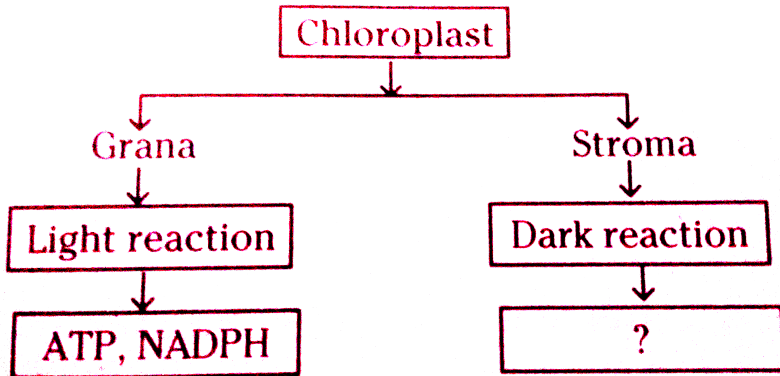 Chloroplast
Grana
Stroma
Light reaction
Dark reaction
ATP, NADPH
?